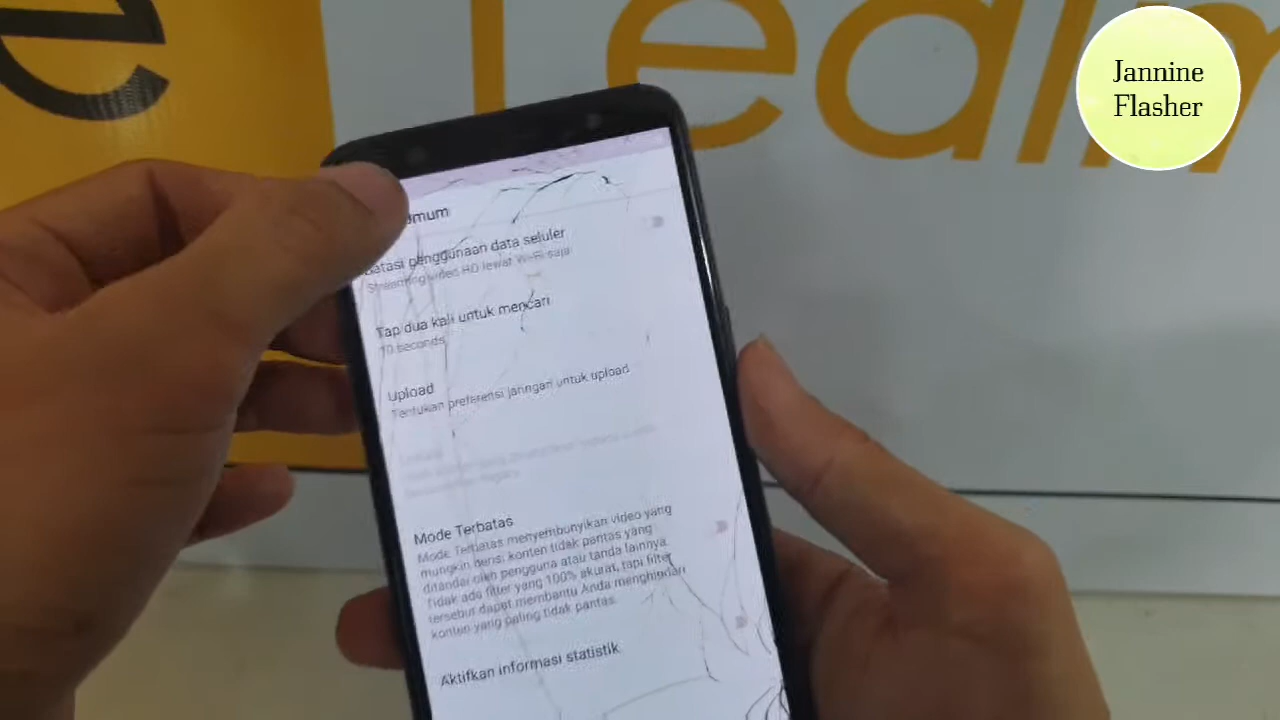 realm
e
Jannine
Flasher
Umum
Batasi penggunaan data seluler
Streaming video HD lewat Wi-Fi saja
Tap dua kali untuk mencari
10 seconds
Upload
Tentukan preferensi jaringan untuk upload
Mode Terbatas
Mode Terbatas menyembunyikan video yang
mungkin berisi konten tidak pantas yang
ditandai oleh pengguna atau tanda lainnya.
Tidak ada filter yang 100% akurat, tapi filter
tersebut dapat membantu Anda menghindari
konten yang paling tidak pantas.
Aktifkan informasi statistik